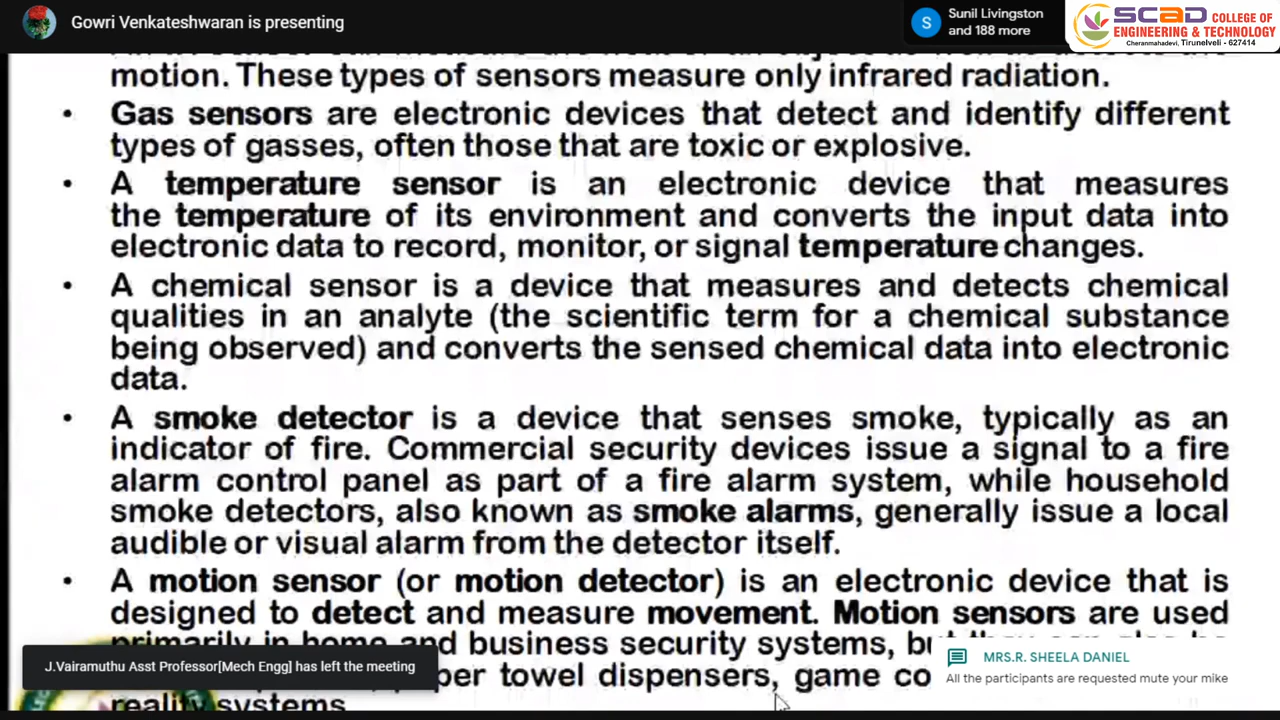 Gowri Venkateshwaran is presenting
S
Sunil Livingston
and 188 more
SCAD COLLEGE OF
ENGINEERING & TECHNOLOGY
Cheranmahadevi, Tirunelveli - 627414
motion. These types of sensors measure only infrared radiation.
• Gas sensors are electronic devices that detect and identify different
types of gasses, often those that are toxic or explosive.
• A temperature sensor is an electronic device that measures
the temperature of its environment and converts the input data into
electronic data to record, monitor, or signal temperature changes.
• A chemical sensor is a device that measures and detects chemical
qualities in an analyte (the scientific term for a chemical substance
being observed) and converts the sensed chemical data into electronic
data.
• A smoke detector is a device that senses smoke, typically as an
indicator of fire. Commercial security devices issue a signal to a fire
alarm control panel as part of a fire alarm system, while household
smoke detectors, also known as smoke alarms, generally issue a local
audible or visual alarm from the detector itself.
• A motion sensor (or motion detector) is an electronic device that is
designed to detect and measure movement. Motion sensors are used
primarily in home and business security systems,
towel dispensers, game
reality systems
J.Vairamuthu Asst Professor[Mech Engg] has left the meeting
MRS.R. SHEELA DANIEL
All the participants are requested mute your mike